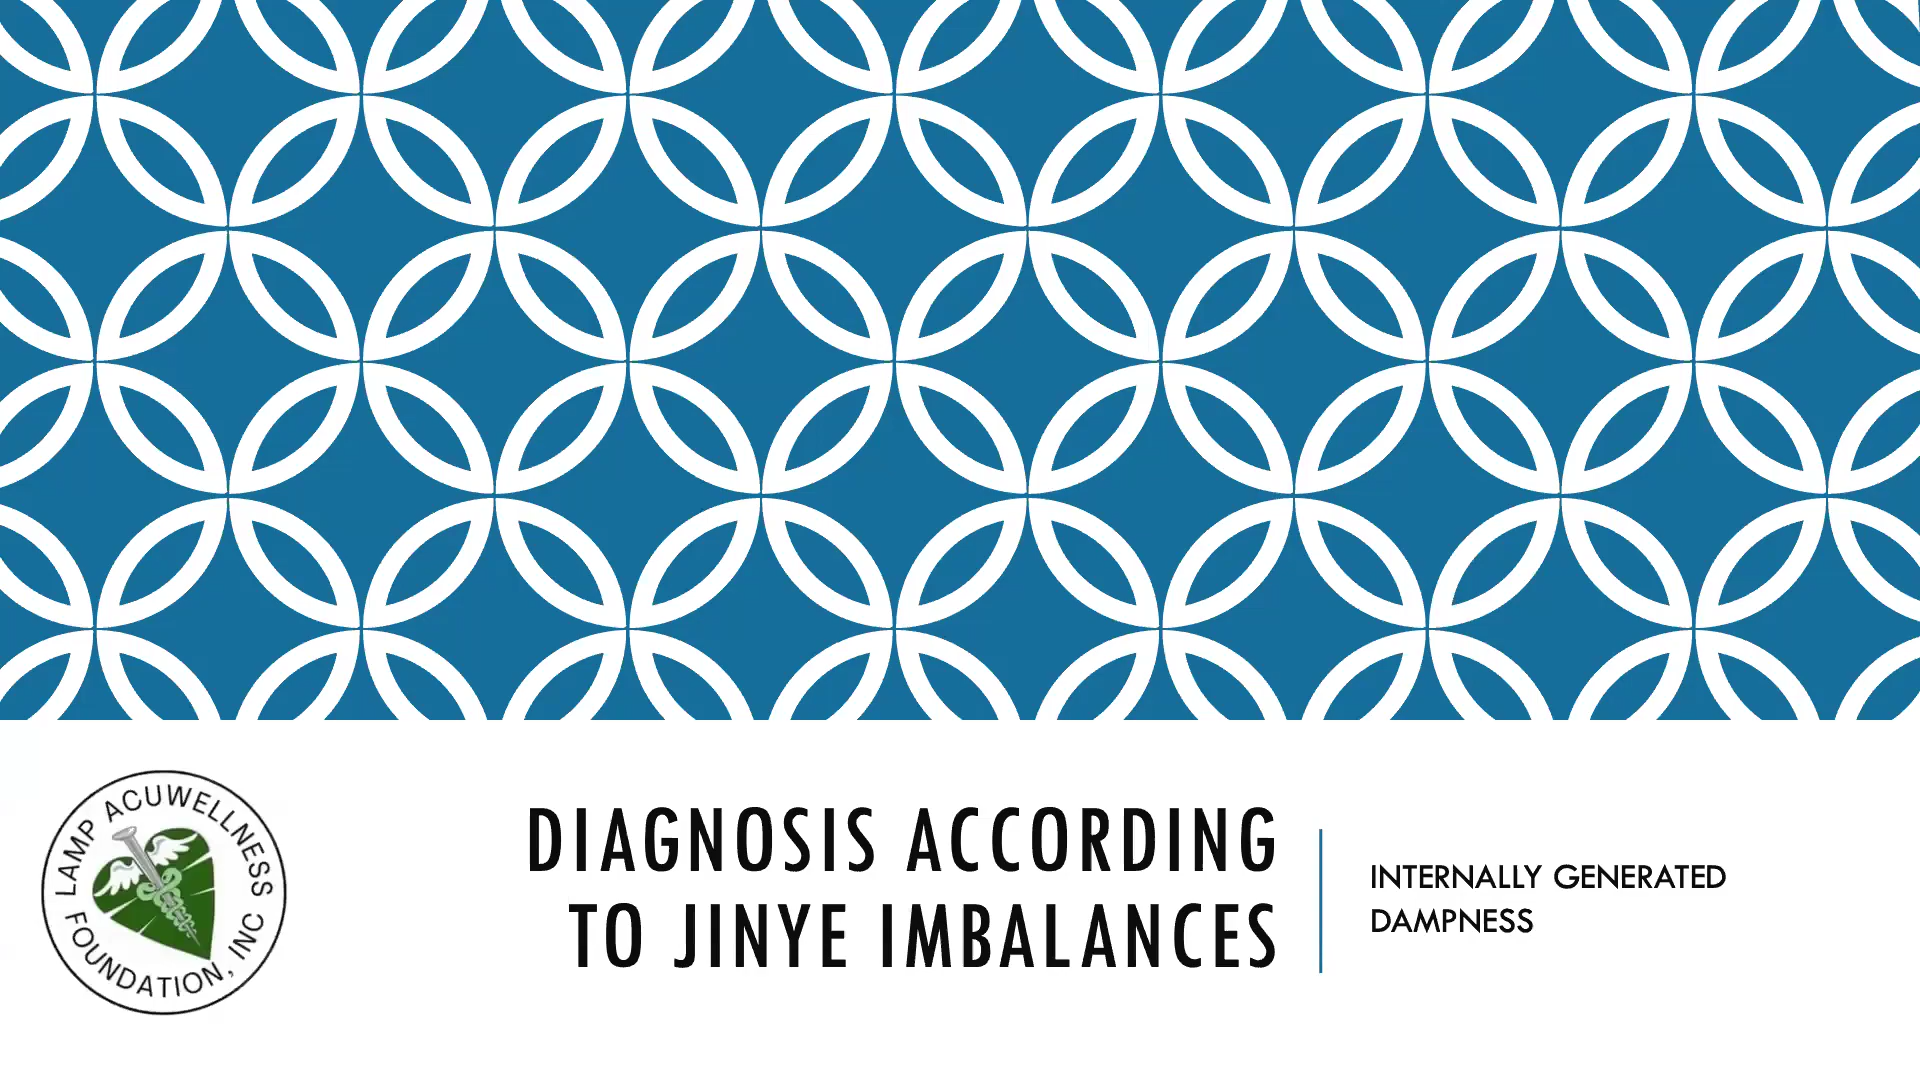 LAMP ACUWELLNESS
FOUNDATION, INC
DIAGNOSIS ACCORDING
TO JINYE IMBALANCES
INTERNALLY GENERATED
DAMPNESS